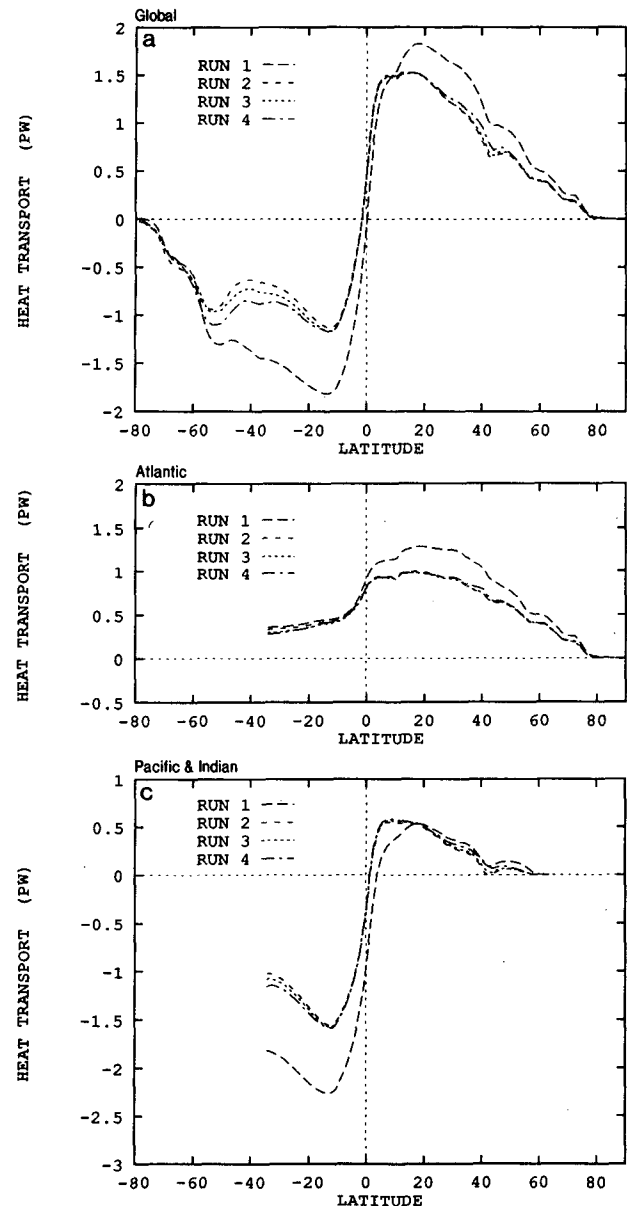 Global
a
RUN 1
RUN 2
RUN 3
RUN 4
2
1.5
1
0.5
0
-0.5
-1
-1.5
-2
HEAT TRANSPORT (PW)
-80 -60 -40 -20 0 20 40 60 80
LATITUDE
Atlantic
b
RUN 1
RUN 2
RUN 3
RUN 4
2
1.5
1
0.5
0
-0.5
HEAT TRANSPORT (PW)
-80 -60 -40 -20 0 20 40 60 80
LATITUDE
Pacific & Indian
c
RUN 1
RUN 2
RUN 3
RUN 4
1
0.5
0
-0.5
-1
-1.5
-2
-2.5
-3
HEAT TRANSPORT (PW)
-80 -60 -40 -20 0 20 40 60 80
LATITUDE